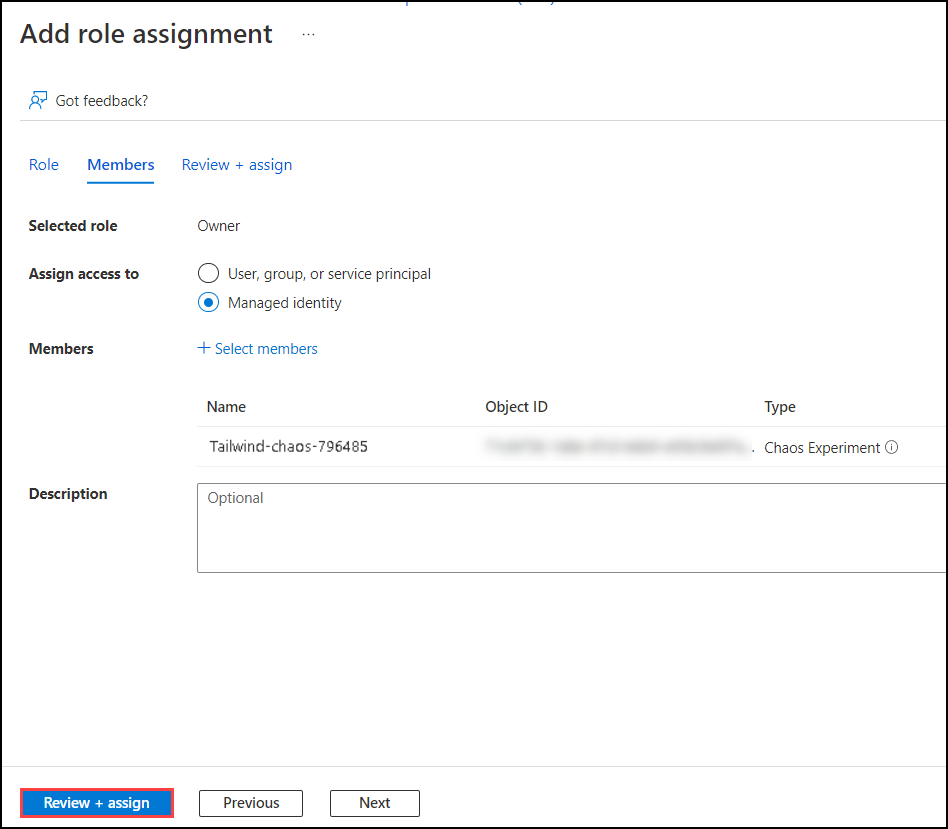 Add role assignment ...
Got feedback?
Role Members Review + assign
Selected role Owner
Assign access to User, group, or service principal
Managed identity
Members + Select members
Name Object ID Type
Tailwind-chaos-796485 Chaos Experiment
Description Optional
Review + assign Previous Next